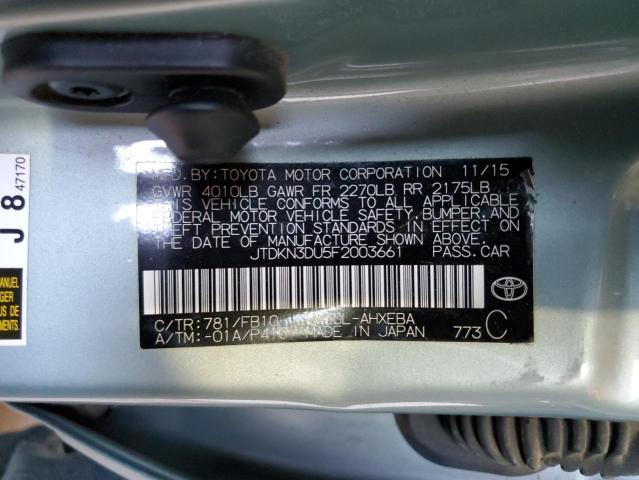 MFD. BY: TOYOTA MOTOR CORPORATION 11/15
GVWR 4010LB GAWR FR 2270LB RR 2175LB
THIS VEHICLE CONFORMS TO ALL APPLICABLE
FEDERAL MOTOR VEHICLE SAFETY, BUMPER, AND
THEFT PREVENTION STANDARDS IN EFFECT ON
THE DATE OF MANUFACTURE SHOWN ABOVE.
JTDKN3DU5F2003661 PASS.CAR
C/TR: 781/FB10 -AHXEBA
A/TM: -01A/P410 MADE IN JAPAN 773 C
TOYOTA
J 8 47170
MANUEL